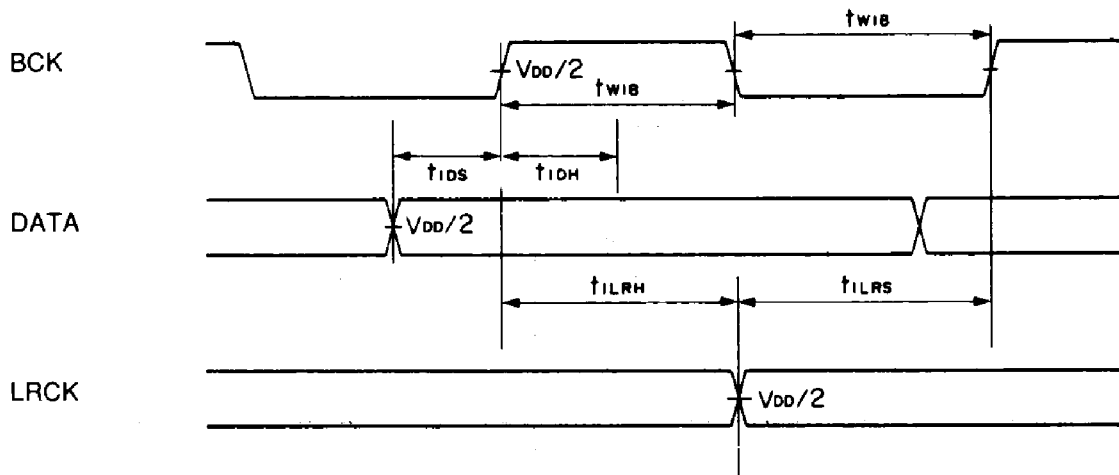 tWIB
BCK
VDD/2
tWIB
tIDS
tIDH
DATA
VDD/2
tILRH
tILRS
LRCK
VDD/2